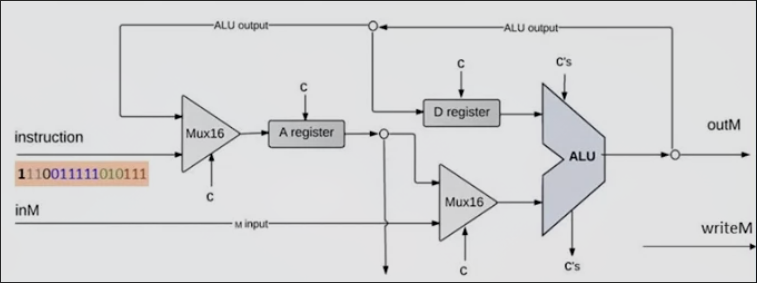 ALU output
ALU output
C
C
C's
Mux16
A register
D register
instruction
1110011111010111
ALU
outM
C
Mux16
inM
M input
writeM
C
C's